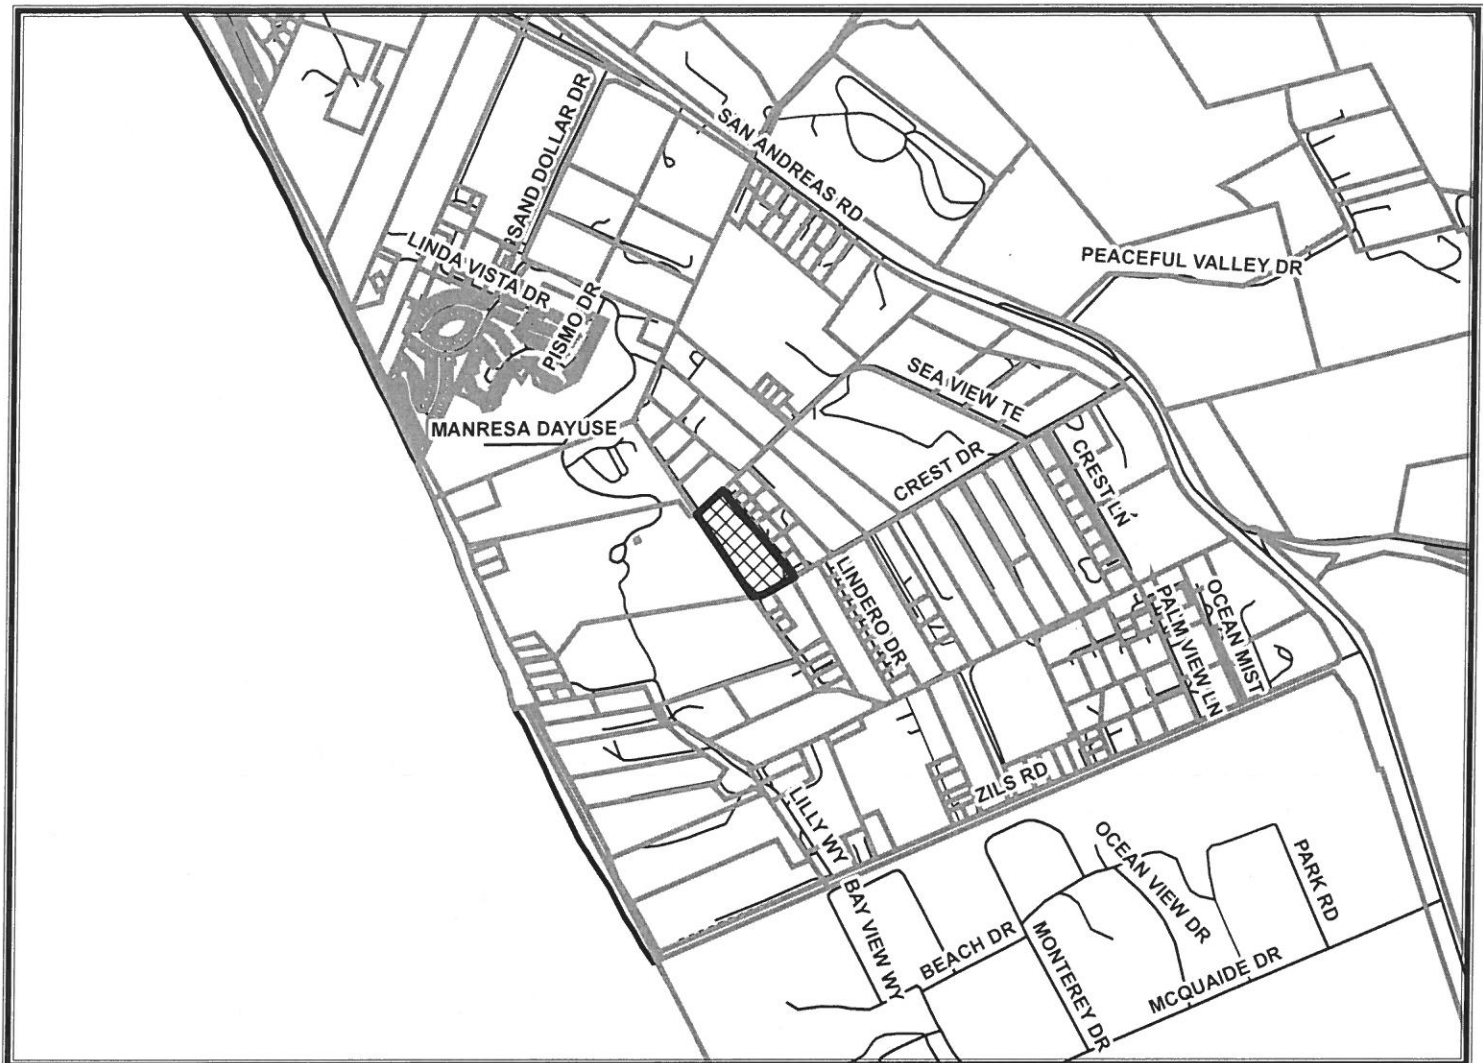 SAND DOLLAR DR
SAN ANDREAS RD
LINDA VISTA DR
PEACEFUL VALLEY DR
PISMO DR
SEA VIEW TE
MANRESA DAYUSE
CREST DR
CREST LN
LINDERO DR
OCEAN MIST
PALM VIEW LN
ZILS RD
LILLY WY
OCEAN VIEW DR
PARK RD
BAY VIEW WY
BEACH DR
MONTEREY DR
MCQUAIDE DR